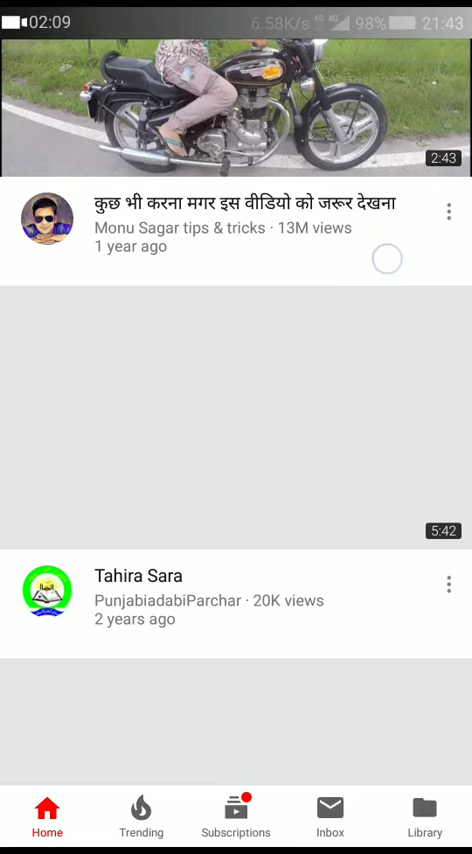 02:09 6.58K/s 4G 4G 98% 21:43
2:43
कुछ भी करना मगर इस वीडियो को जरूर देखना
Monu Sagar tips & tricks · 13M views
1 year ago
5:42
Tahira Sara
PunjabiadabiParchar · 20K views
2 years ago
Home Trending Subscriptions Inbox Library